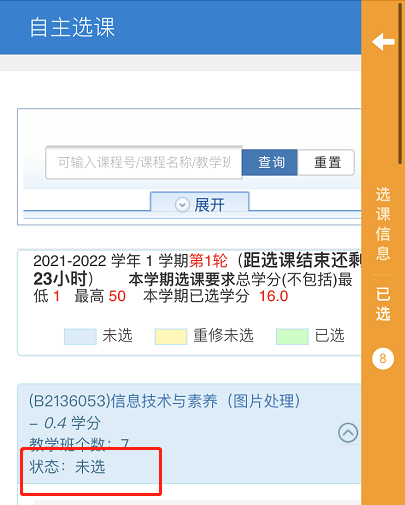 自主选课
可输入课程号/课程名称/教学班
查询
重置
展开
2021-2022 学年 1 学期第1轮（距选课结束还剩
23小时） 本学期选课要求总学分(不包括)最
低 1 最高 50 本学期已选学分 16.0
未选
重修未选
已选
(B2136053)信息技术与素养（图片处理）
- 0.4 学分
教学班个数：7
状态：未选
选课信息
已选
8